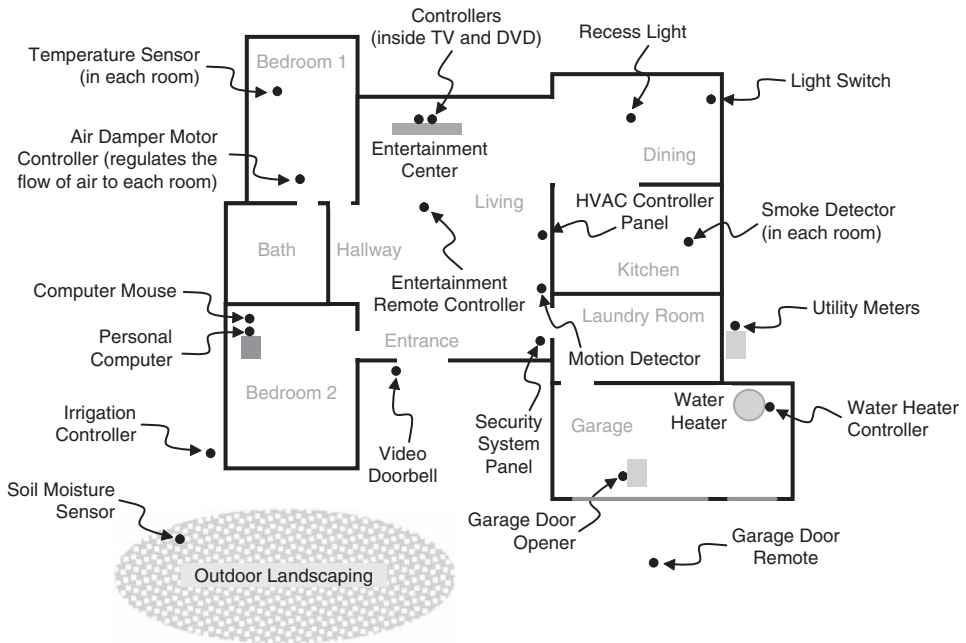 Controllers
(inside TV and DVD)
Recess Light
Temperature Sensor
(in each room)
Bedroom 1
Light Switch
Air Damper Motor
Controller (regulates the
flow of air to each room)
Entertainment
Center
Dining
Living
HVAC Controller
Panel
Smoke Detector
(in each room)
Bath
Hallway
Kitchen
Computer Mouse
Entertainment
Remote Controller
Laundry Room
Utility Meters
Personal
Computer
Entrance
Motion Detector
Bedroom 2
Irrigation
Controller
Video
Doorbell
Security
System
Panel
Garage
Water
Heater
Water Heater
Controller
Soil Moisture
Sensor
Garage Door
Opener
Garage Door
Remote
Outdoor Landscaping